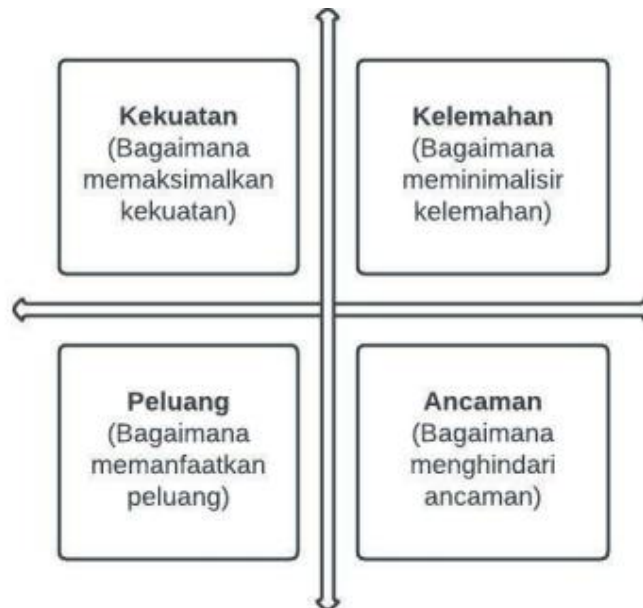 Kekuatan
(Bagaimana
memaksimalkan
kekuatan)
Kelemahan
(Bagaimana
meminimalisir
kelemahan)
Peluang
(Bagaimana
memanfaatkan
peluang)
Ancaman
(Bagaimana
menghindari
ancaman)